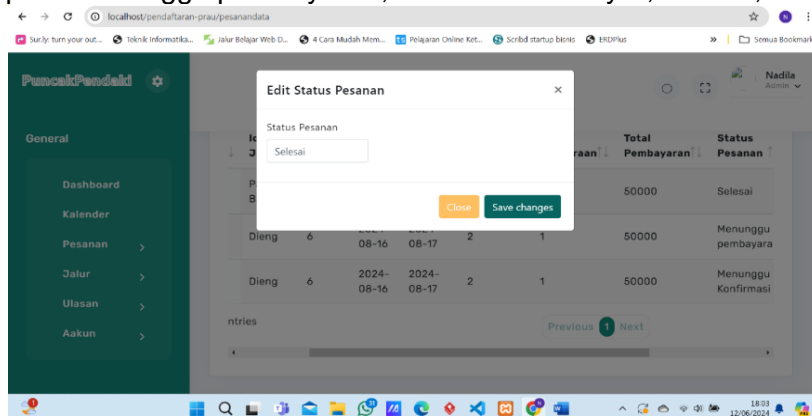 localhost/pendaftaran-prau/pesanandata
Sur.ly: turn your out... Teknik Informatika... Jalur Belajar Web D... 4 Cara Mudah Mem... Pelajaran Online Ket... Scribd startup bisnis ERDPlus » Semua Bookmark
PuncakPendaki
Nadila
Admin
Edit Status Pesanan ×
Status Pesanan
Selesai
Close Save changes
General
Dashboard
Kalender
Pesanan
Jalur
Ulasan
Aakun
Total Pembayaran
Status Pesanan
50000 Selesai
Dieng 6 08-16 08-17 2 1 50000 Menunggu pembayara
Dieng 6 2024-08-16 2024-08-17 2 1 50000 Menunggu Konfirmasi
ntries
Previous 1 Next
18:03
12/06/2024